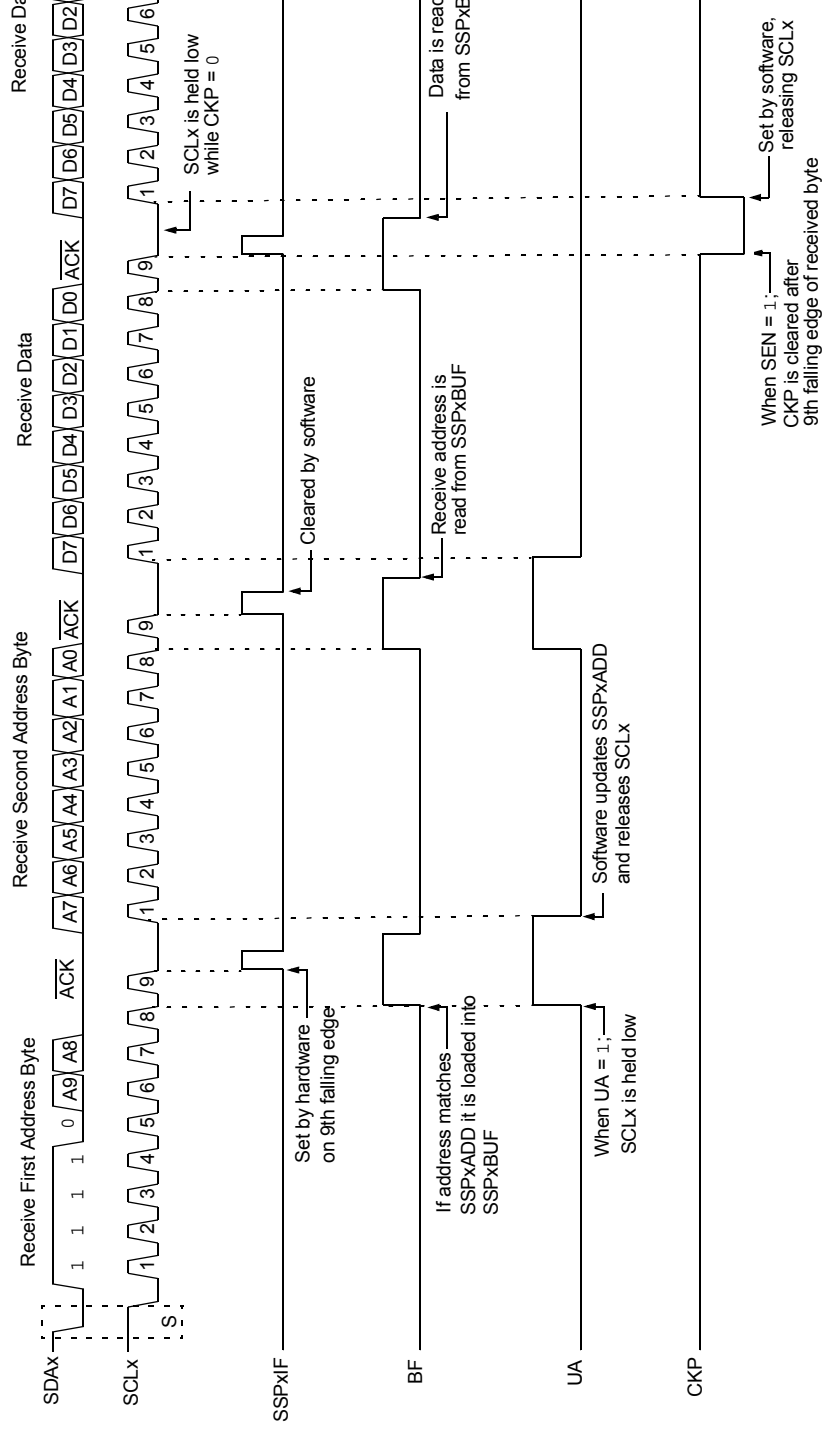 Receive First Address Byte
Receive Second Address Byte
Receive Data
Receive Da
SDAx
1 1 1 1 0 A9 A8 ACK A7 A6 A5 A4 A3 A2 A1 A0 ACK D7 D6 D5 D4 D3 D2 D1 D0 ACK D7 D6 D5 D4 D3 D2
SCLx
1 2 3 4 5 6 7 8 9 1 2 3 4 5 6 7 8 9 1 2 3 4 5 6 7 8 9 1 2 3 4 5 6
S
SCLx is held low
while CKP = 0
SSPxIF
Set by hardware
on 9th falling edge
Cleared by software
BF
If address matches
SSPxADD it is loaded into
SSPxBUF
Receive address is
read from SSPxBUF
Data is read
from SSPxB
UA
When UA = 1;
SCLx is held low
Software updates SSPxADD
and releases SCLx
CKP
When SEN = 1;
CKP is cleared after
9th falling edge of received byte
Set by software,
releasing SCLx